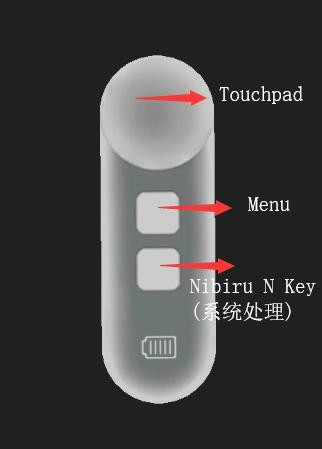 Touchpad
Menu
Nibiru N Key
(系统处理)